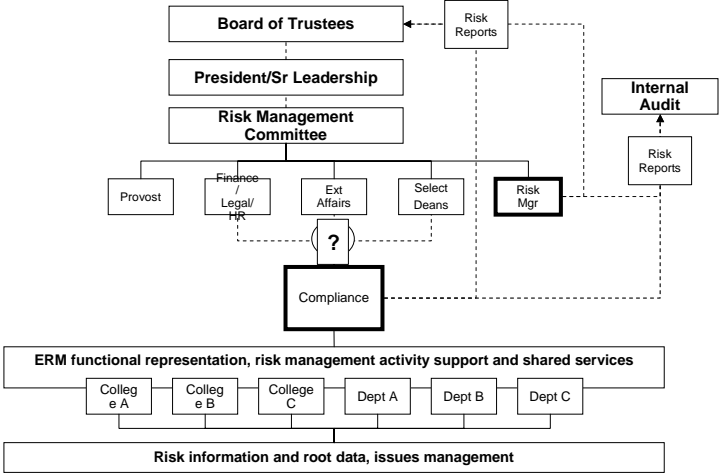 Board of Trustees
Risk
Reports
President/Sr Leadership
Internal
Audit
Risk Management
Committee
Risk
Reports
Provost
Finance
/
Legal/
HR
Ext
Affairs
Select
Deans
Risk
Mgr
?
Compliance
ERM functional representation, risk management activity support and shared services
Colleg
e A
Colleg
e B
College
C
Dept A
Dept B
Dept C
Risk information and root data, issues management